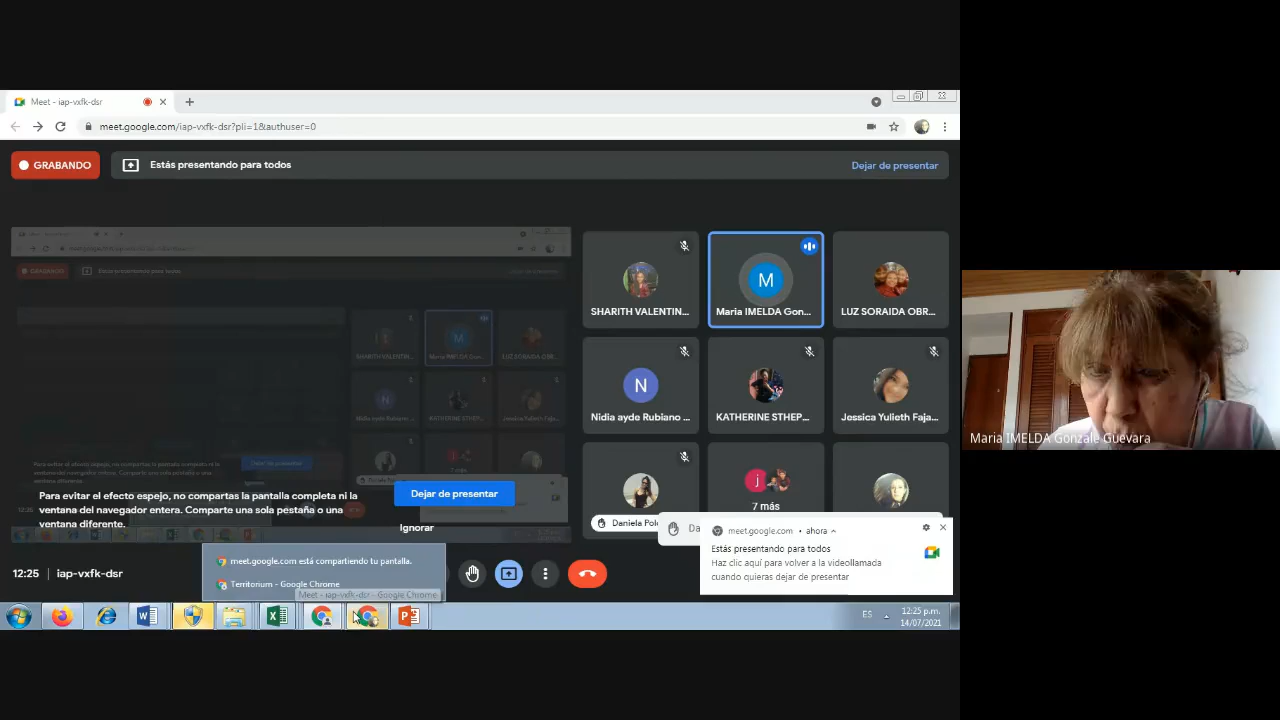 Meet - iap-vxfk-dsr
meet.google.com/iap-vxfk-dsr?pli=1&authuser=0
GRABANDO
Estás presentando para todos
Dejar de presentar
SHARITH VALENTIN...
Maria IMELDA Gon...
LUZ SORAIDA OBR...
N
M
Nidia ayde Rubiano ...
KATHERINE STHEP...
Jessica Yulieth Faja...
j
7 más
Daniela Pol
Da
Para evitar el efecto espejo, no compartas la pantalla completa ni la
ventana del navegador entera. Comparte una sola pestaña o una
ventana diferente.
Dejar de presentar
Ignorar
meet.google.com • ahora
Estás presentando para todos
Haz clic aquí para volver a la videollamada
cuando quieras dejar de presentar
12:25 | iap-vxfk-dsr
meet.google.com está compartiendo tu pantalla.
Territorium - Google Chrome
Meet - iap-vxfk-dsr - Google Chrome
ES
12:25 p.m.
14/07/2021
Maria IMELDA Gonzale Guevara